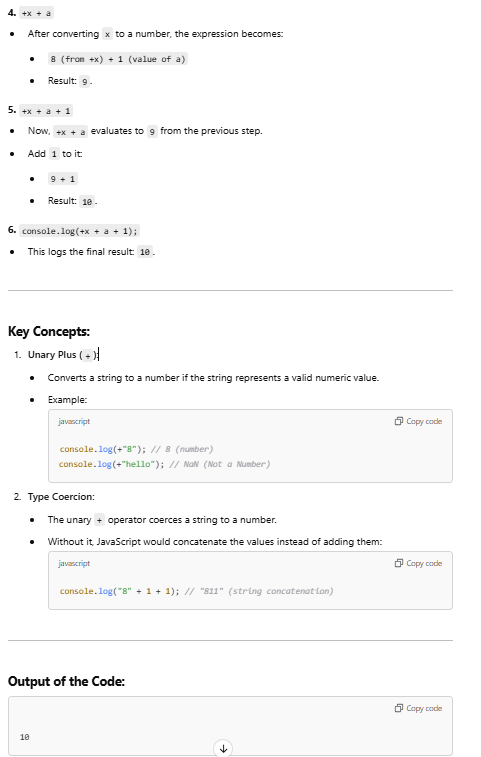 4. +x + a
• After converting x to a number, the expression becomes:
• 8 (from +x) + 1 (value of a)
• Result: 9.
5. +x + a + 1
• Now, +x + a evaluates to 9 from the previous step.
• Add 1 to it:
• 9 + 1
• Result: 10.
6. console.log(+x + a + 1);
• This logs the final result: 10.
Key Concepts:
1. Unary Plus (+):
• Converts a string to a number if the string represents a valid numeric value.
• Example:
javascript Copy code
console.log(+"8"); // 8 (number)
console.log(+"hello"); // NaN (Not a Number)
2. Type Coercion:
• The unary + operator coerces a string to a number.
• Without it, JavaScript would concatenate the values instead of adding them:
javascript Copy code
console.log("8" + 1 + 1); // "811" (string concatenation)
Output of the Code:
Copy code
10